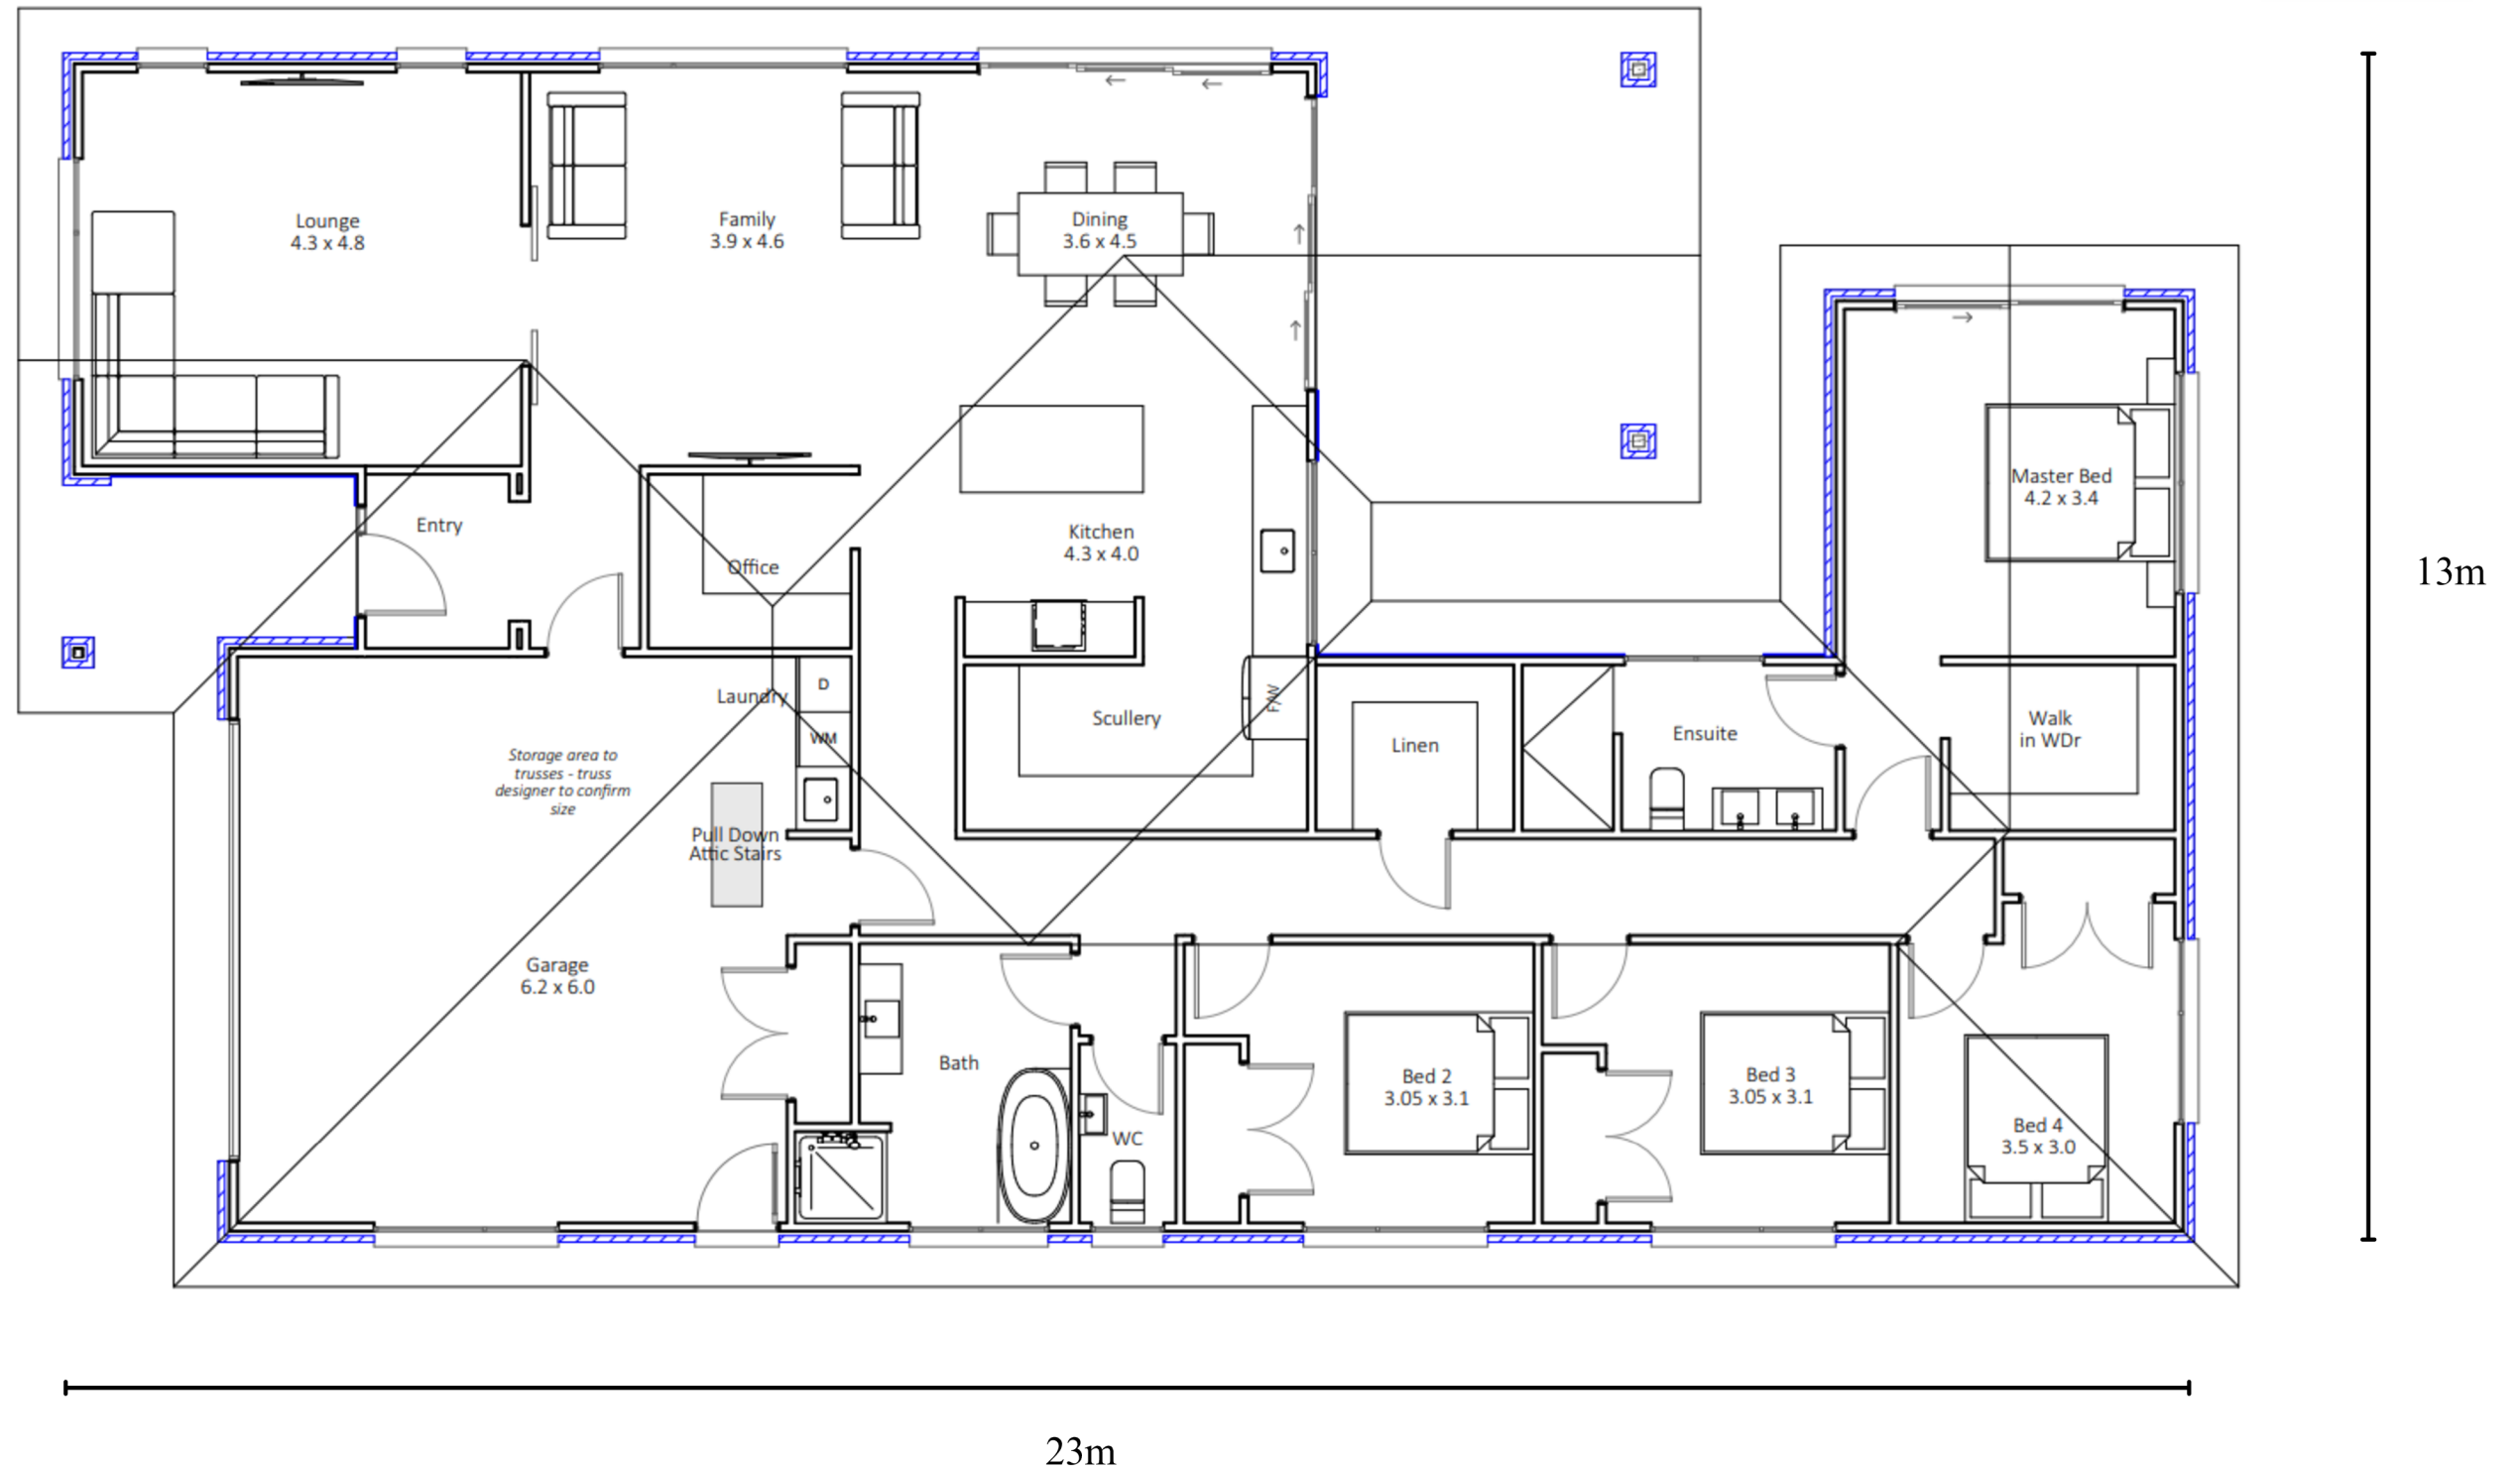 Lounge
4.3 x 4.8
Family
3.9 x 4.6
Dining
3.6 x 4.5
Master Bed
4.2 x 3.4
13m
Entry
Office
Kitchen
4.3 x 4.0
Laundry
D
WM
Scullery
F/W
Linen
Ensuite
Walk
in WDr
Storage area to
trusses - truss
designer to confirm
size
Pull Down
Attic Stairs
Garage
6.2 x 6.0
Bath
WC
Bed 2
3.05 x 3.1
Bed 3
3.05 x 3.1
Bed 4
3.5 x 3.0
23m